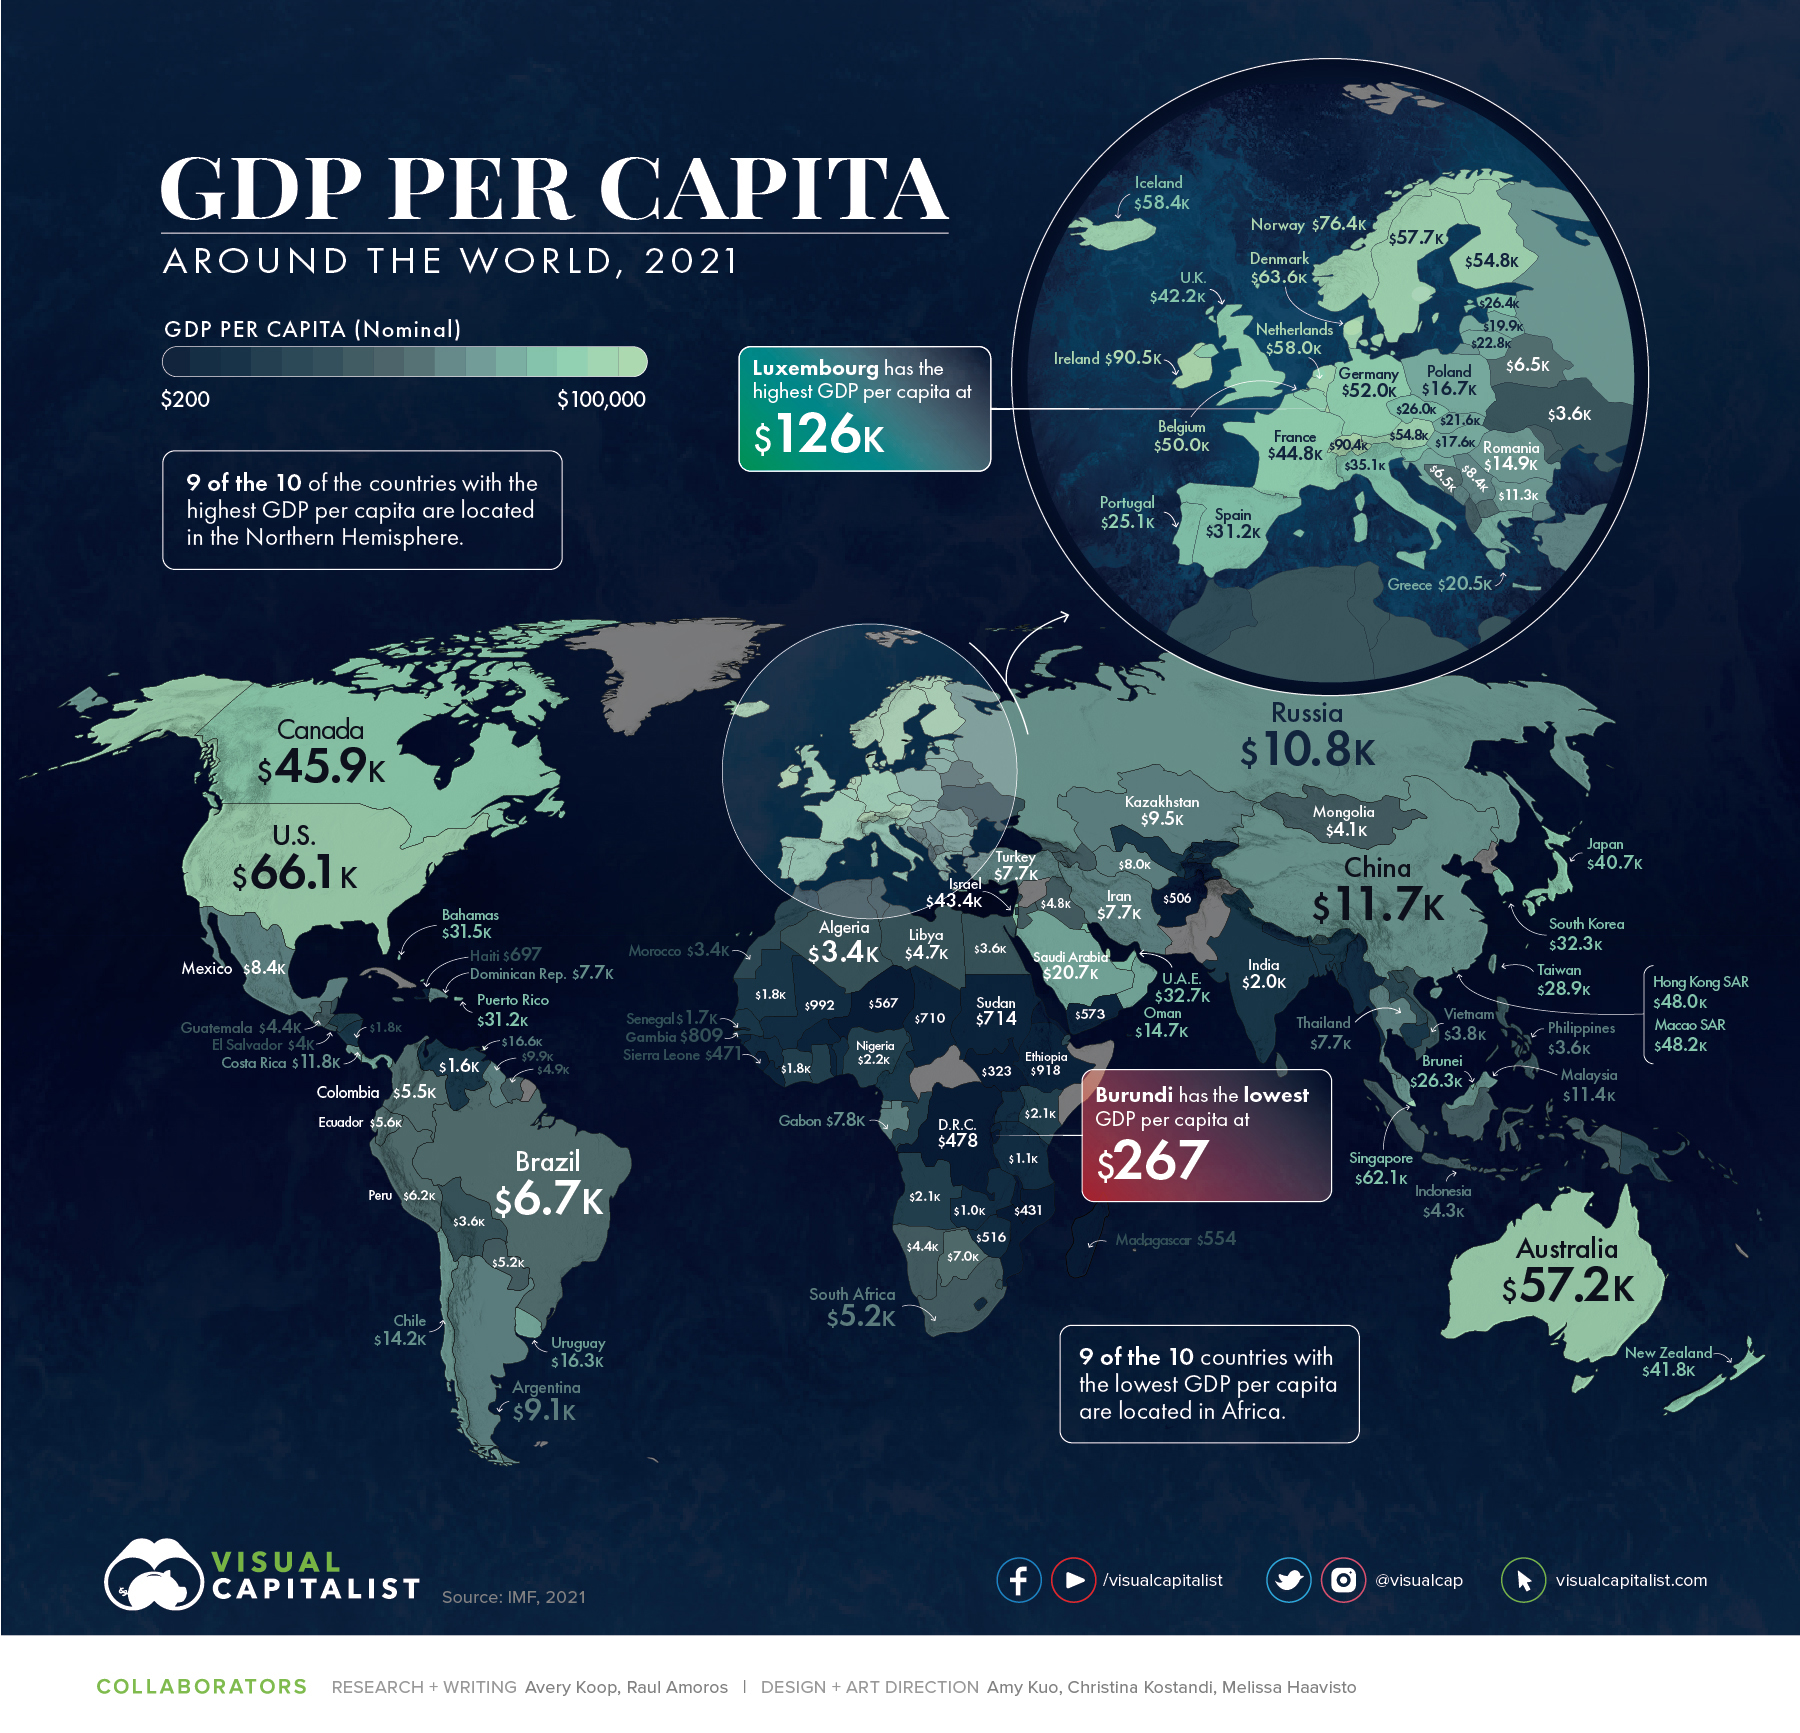 GDP PER CAPITA
AROUND THE WORLD, 2021
GDP PER CAPITA (Nominal)
$200
$100,000
9 of the 10 of the countries with the
highest GDP per capita are located
in the Northern Hemisphere.
Luxembourg has the
highest GDP per capita at
$126K
Iceland
$58.4K
Norway $76.4K
$57.7K
$54.8K
Denmark
$63.6K
U.K.
$42.2K
$26.4K
$19.9K
$22.8K
Netherlands
$58.0K
Ireland $90.5K
$6.5K
Germany
$52.0K
Poland
$16.7K
$3.6K
$26.0K
$21.6K
Belgium
$50.0K
France
$44.8K
$90.4K
$54.8K
$17.6K
Romania
$14.9K
$35.1K
$6.5K
$8.4K
$11.3K
Portugal
$25.1K
Spain
$31.2K
Greece $20.5K
Canada
$45.9K
U.S.
$66.1K
Russia
$10.8K
Kazakhstan
$9.5K
Mongolia
$4.1K
China
$11.7K
Japan
$40.7K
Turkey
$7.7K
$8.0K
Israel
$43.4K
$4.8K
Iran
$7.7K
$506
Bahamas
$31.5K
South Korea
$32.3K
Haiti $697
Dominican Rep. $7.7K
Mexico $8.4K
Morocco $3.4K
Algeria
$3.4K
Libya
$4.7K
$3.6K
Saudi Arabia
$20.7K
U.A.E.
$32.7K
India
$2.0K
Taiwan
$28.9K
Hong Kong SAR
$48.0K
Macao SAR
$48.2K
Puerto Rico
$31.2K
$1.8K
$992
$567
$710
Sudan
$714
$573
Oman
$14.7K
Guatemala $4.4K
El Salvador $4K
$1.8K
Costa Rica $11.8K
$16.6K
$9.9K
$4.9K
Senegal $1.7K
Gambia $809
Sierra Leone $471
Thailand
$7.7K
Vietnam
$3.8K
Philippines
$3.6K
$1.6K
$1.8K
Nigeria
$2.2K
$323
Ethiopia
$918
Brunei
$26.3K
Malaysia
$11.4K
Colombia $5.5K
Ecuador $5.6K
Gabon $7.8K
D.R.C.
$478
$2.1K
Burundi has the lowest
GDP per capita at
$267
Brazil
$6.7K
Peru $6.2K
$1.1K
Singapore
$62.1K
Indonesia
$4.3K
$3.6K
$2.1K
$1.0K
$431
$5.2K
$4.4K
$7.0K
$516
Madagascar $554
Australia
$57.2K
South Africa
$5.2K
Chile
$14.2K
Uruguay
$16.3K
Argentina
$9.1K
New Zealand
$41.8K
9 of the 10 countries with
the lowest GDP per capita
are located in Africa.
VISUAL
CAPITALIST
Source: IMF, 2021
/visualcapitalist
@visualcap
visualcapitalist.com
COLLABORATORS RESEARCH + WRITING Avery Koop, Raul Amoros | DESIGN + ART DIRECTION Amy Kuo, Christina Kostandi, Melissa Haavisto